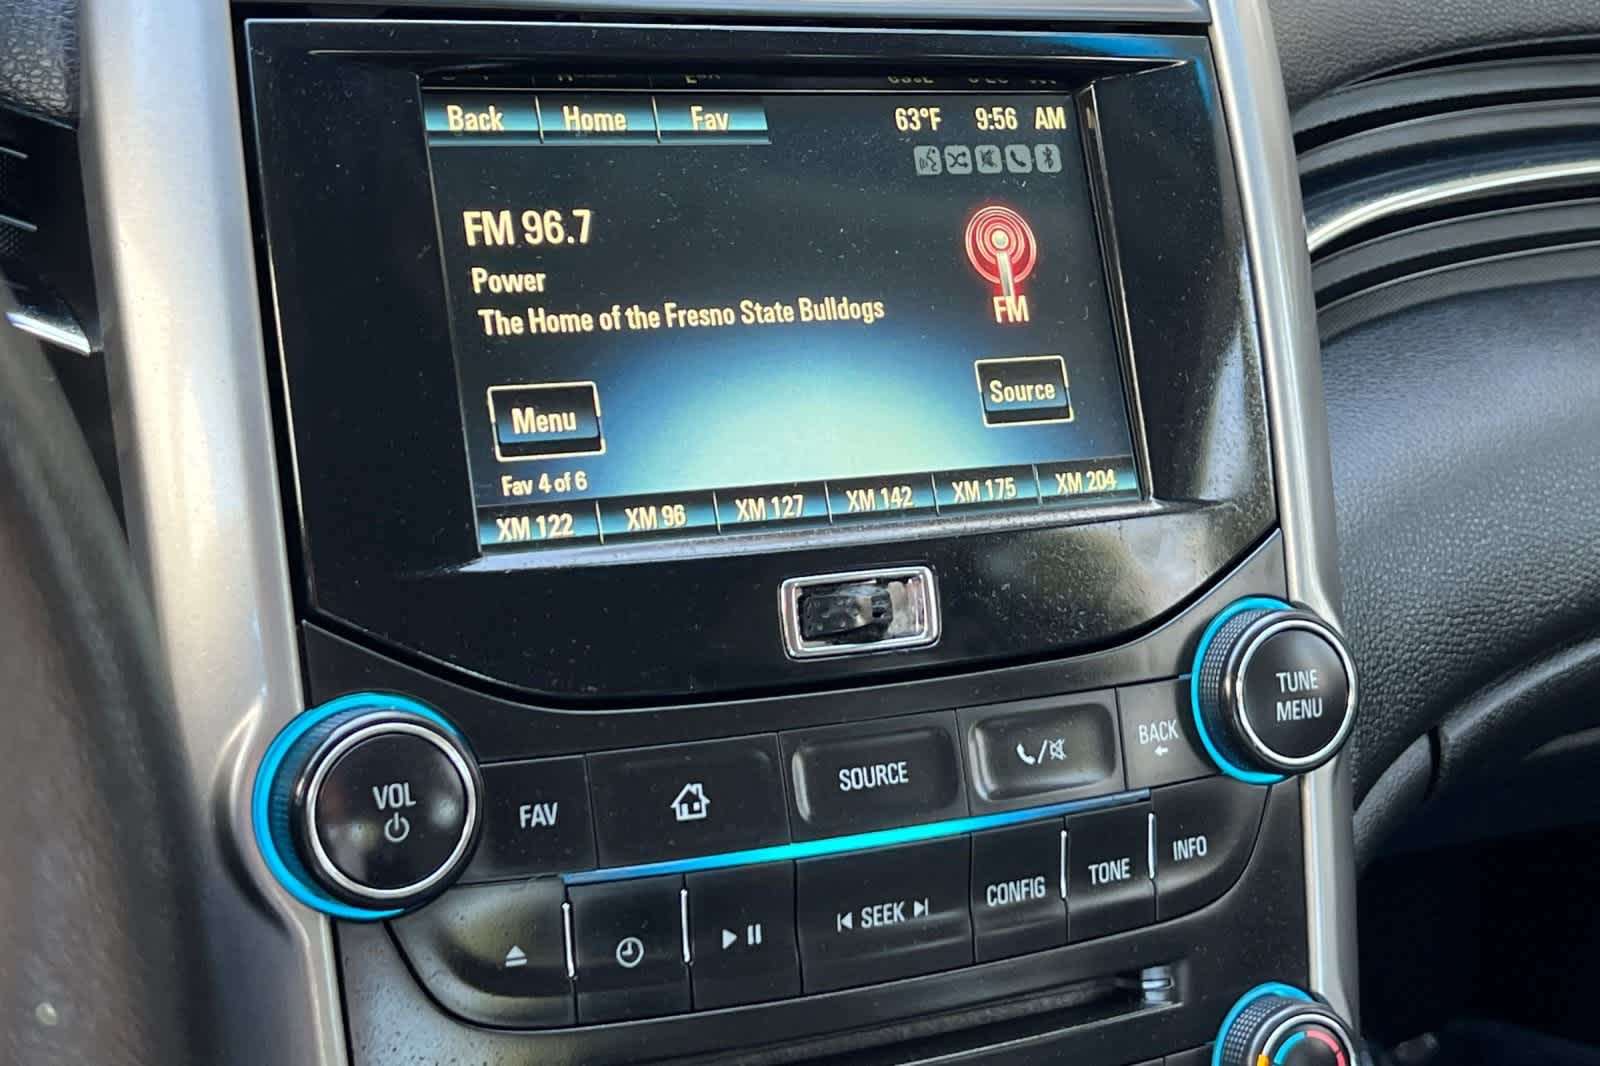 Back Home Fav 63°F 9:56 AM
FM 96.7
Power
The Home of the Fresno State Bulldogs
FM
Menu
Source
Fav 4 of 6
XM 122 XM 96 XM 127 XM 142 XM 175 XM 204
VOL
FAV
SOURCE
BACK
TUNE
MENU
SEEK
CONFIG
TONE
INFO